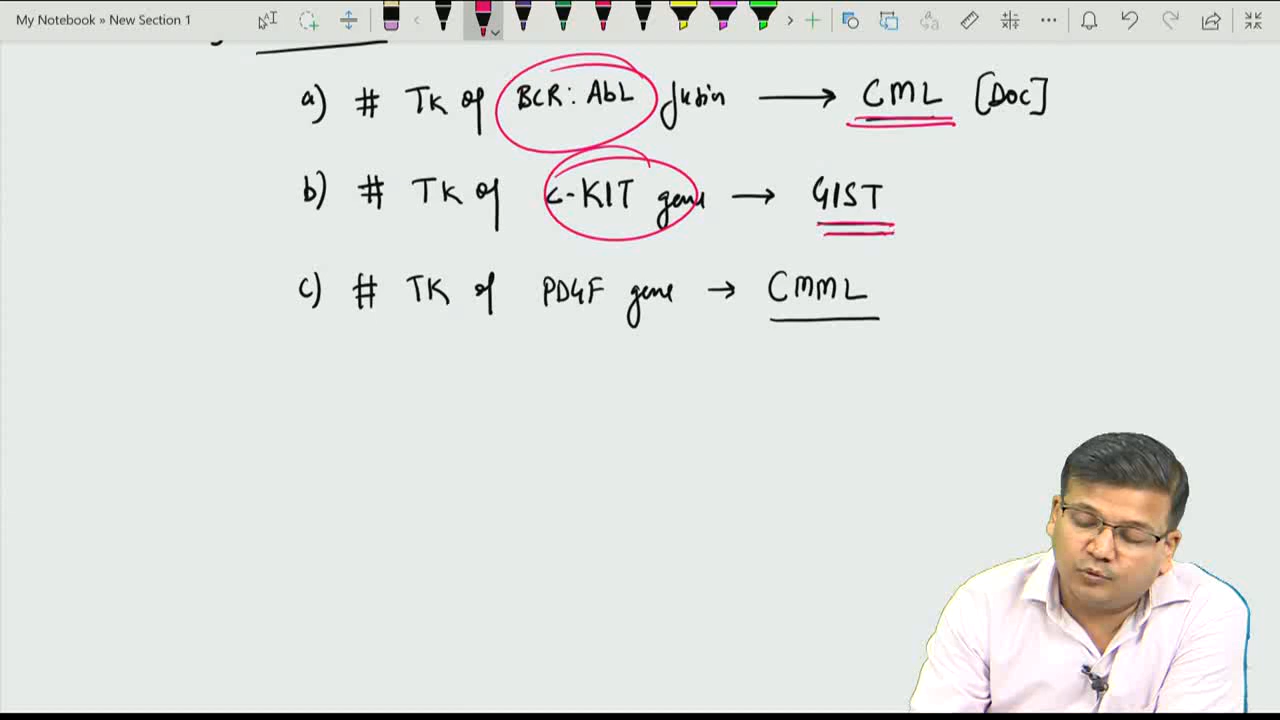 My Notebook » New Section 1
a) # TK of BCR: AbL fusion → CML [Doc]
b) # TK of c-KIT gene → GIST
c) # TK of PDGF gene → CMML